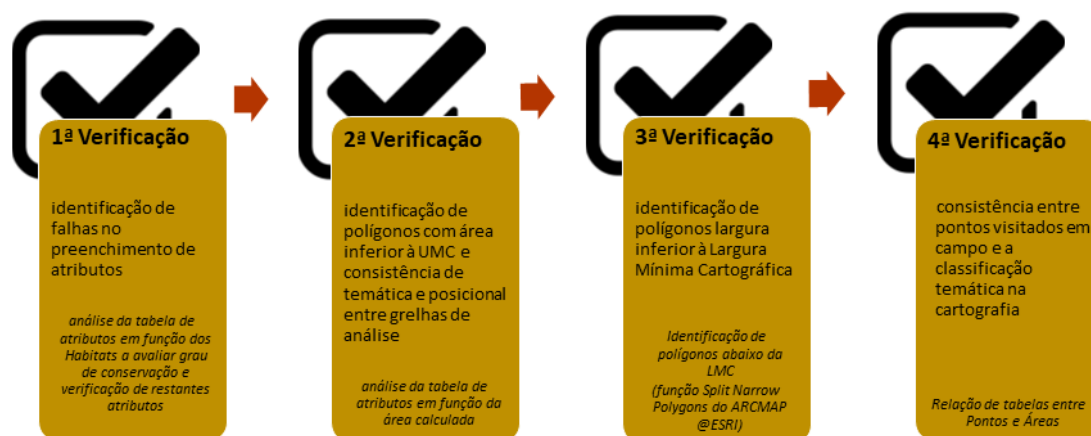 1ª Verificação
identificação de
falhas no
preenchimento de
atributos
análise da tabela de
atributos em função dos
Habitats a avaliar grau
de conservação e
verificação de restantes
atributos
2ª Verificação
identificação de
polígonos com área
inferior à UMC e
consistência de
temática e posicional
entre grelhas de
análise
análise da tabela de
atributos em função da
área calculada
3ª Verificação
identificação de
polígonos largura
inferior à Largura
Mínima Cartográfica
Identificação de
polígonos abaixo da
LMC
(função Split Narrow
Polygons do ARCMAP
@ESRI)
4ª Verificação
consistência entre
pontos visitados em
campo e a
classificação
temática na
cartografia
Relação de tabelas entre
Pontos e Áreas